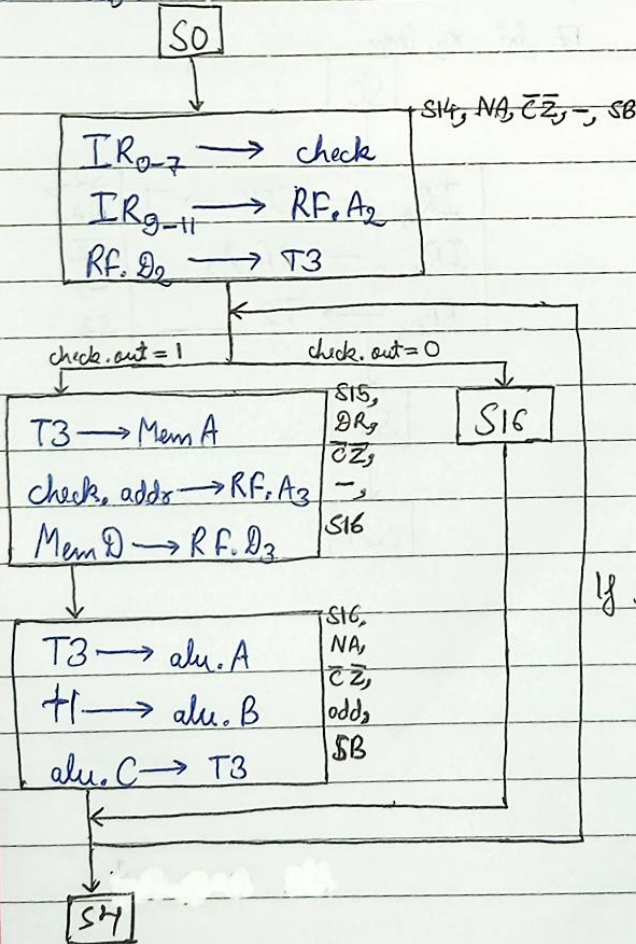 S0
S14, NA, C̅Z̅, -, SB
IR0-7 → check
IR9-11 → RF.A2
RF.D2 → T3
check.out = 1
check.out = 0
S15,
DR,
C̅Z̅,
-,
S16
T3 → Mem A
check. addr → RF.A3
Mem D → RF.D3
S16
If
S16,
NA,
C̅Z̅,
odd,
SB
T3 → alu.A
+1 → alu.B
alu.C → T3
S4